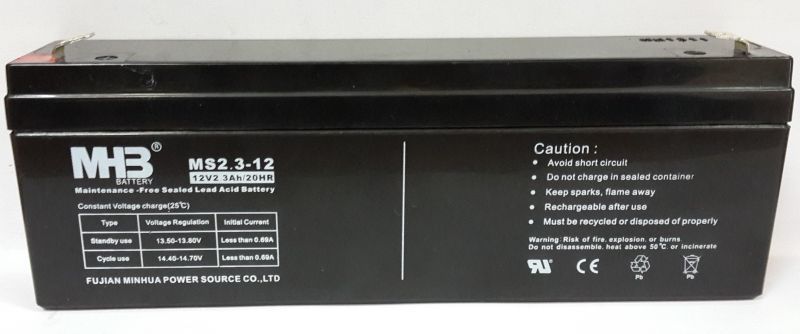 MHB®
BATTERY
MS2.3-12
12V2.3Ah/20HR
Maintenance -Free Sealed Lead Acid Battery
Constant Voltage charge(25℃)
Type Voltage Regulation Initial Current
Standby use 13.50-13.80V Less than 0.69A
Cycle use 14.40-14.70V Less than 0.69A
FUJIAN MINHUA POWER SOURCE CO.,LTD
Caution :
• Avoid short circuit
• Do not charge in sealed container
• Keep sparks, flame away
• Rechargeable after use
• Must be recycled or disposed of properly
Warning: Risk of fire. explosion. or burns
Do not disassemble. heat above 50℃. or incinerate
CE
Pb
Pb